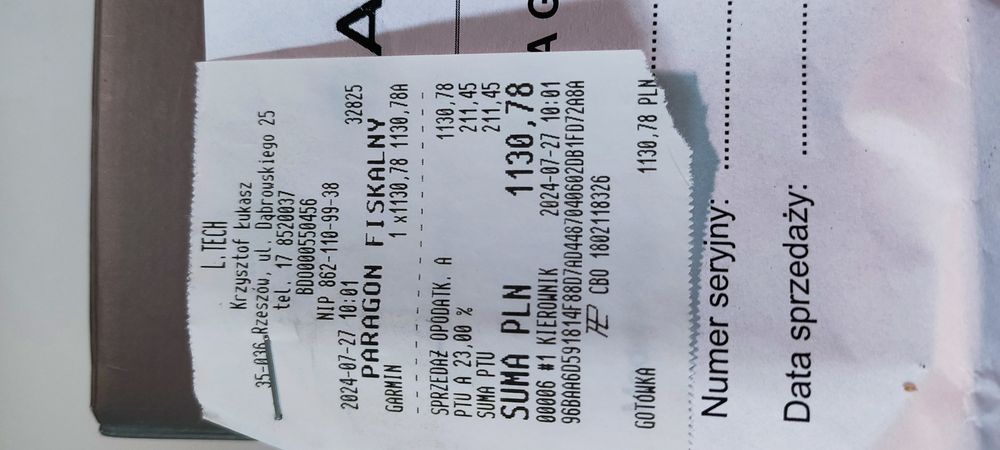 L.TECH
Krzysztof Łukasz
35-036 Rzeszów, ul. Dąbrowskiego 25
tel. 17 8520037
BDO000550456
NIP 862-110-99-38
2024-07-27 10:01 32825
PARAGON FISKALNY
GARMIN 1 x1130,78 1130,78A
SPRZEDAŻ OPODATK. A 1130,78
PTU A 23,00 % 211,45
SUMA PTU 211,45
SUMA PLN 1130,78
00006 #1 KIEROWNIK 2024-07-27 10:01
96BAA6D591814F88D7AD4487040602DB1FD72A8A
CBO 1802118326
GOTÓWKA 1130,78 PLN
A
A G
Numer seryjny:
Data sprzedaży: